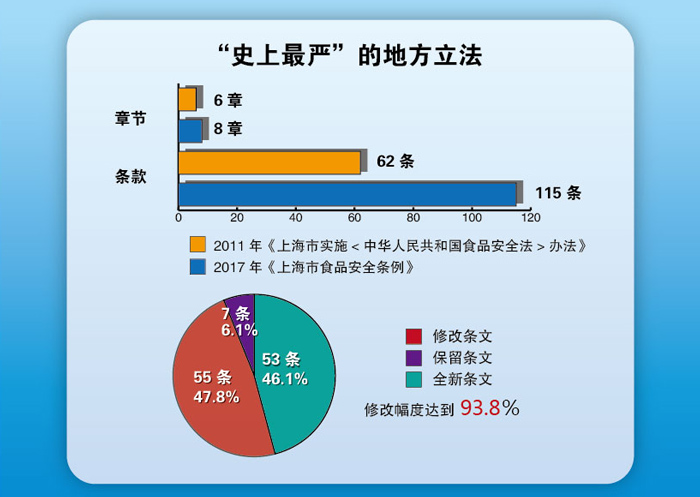 “史上最严”的地方立法
章节
6 章
8 章
条款
62 条
115 条
0 20 40 60 80 100 120
2011 年《上海市实施＜中华人民共和国食品安全法＞办法》
2017 年《上海市食品安全条例》
7 条
6.1%
53 条
46.1%
55 条
47.8%
修改条文
保留条文
全新条文
修改幅度达到 93.8%